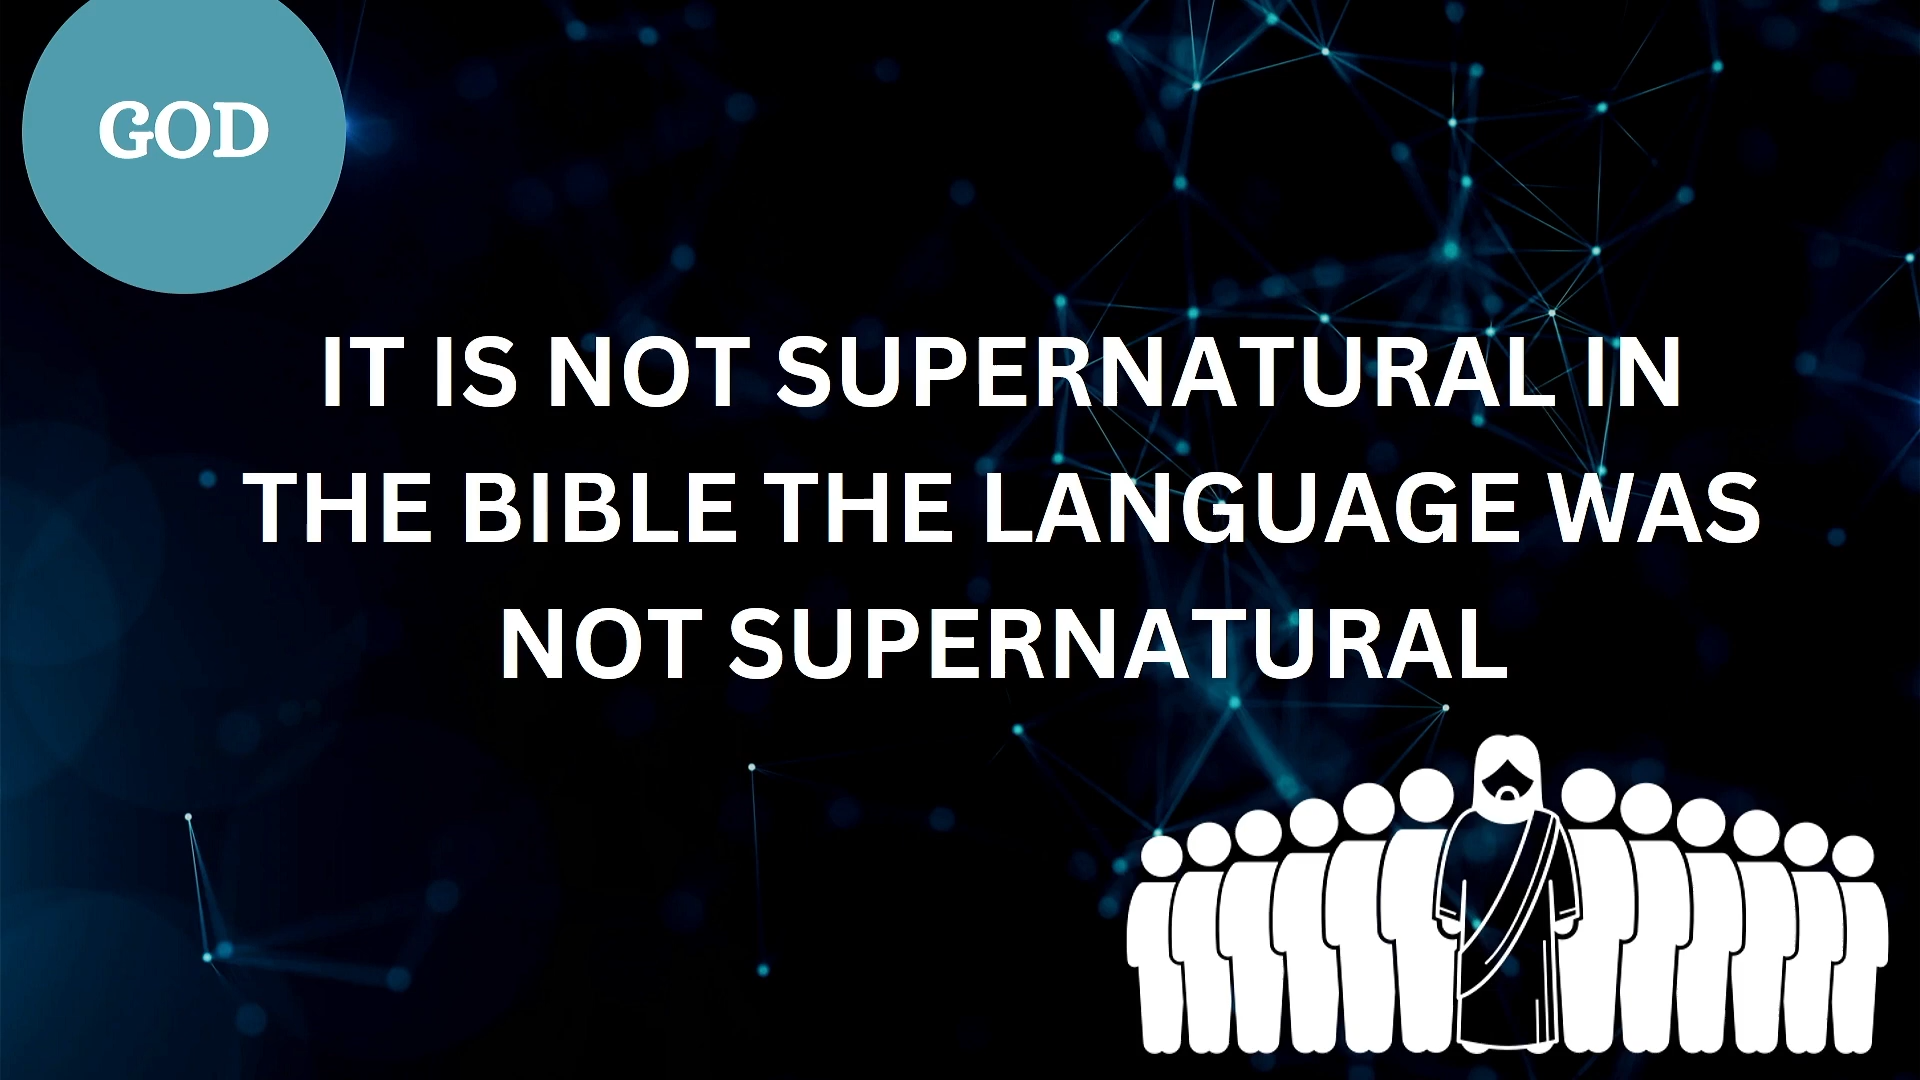 GOD
IT IS NOT SUPERNATURAL IN
THE BIBLE THE LANGUAGE WAS
NOT SUPERNATURAL